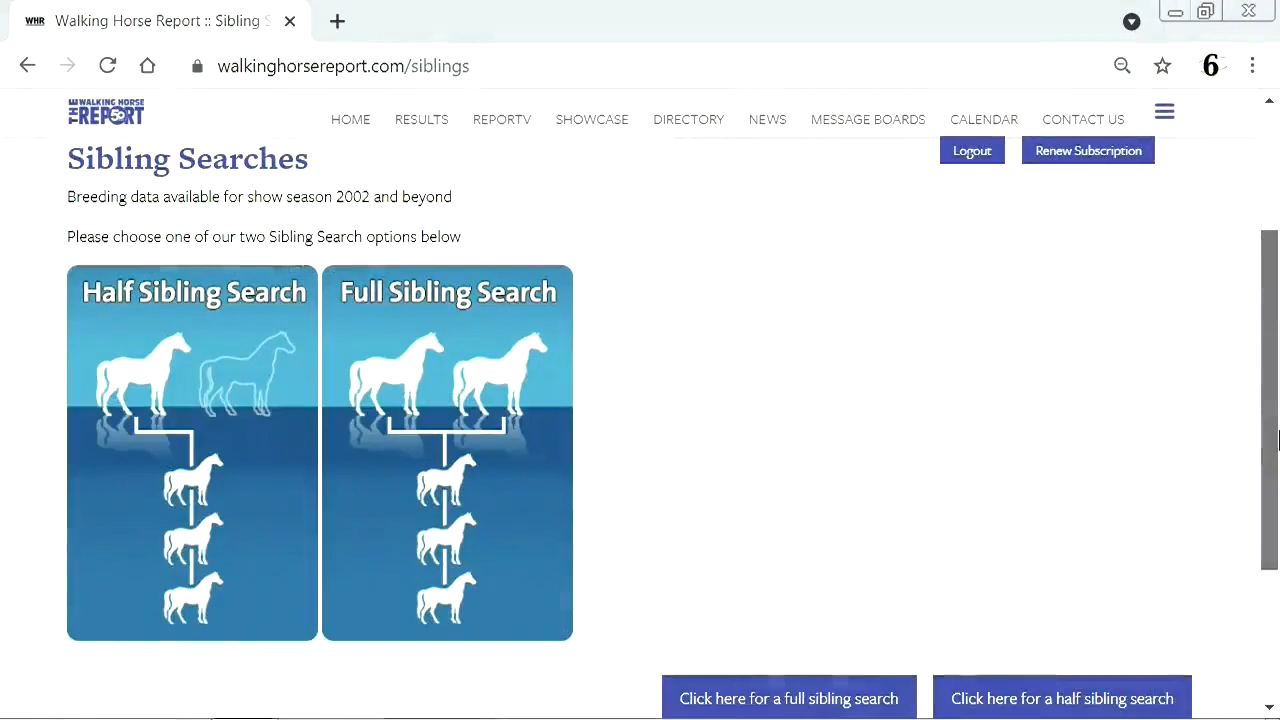 WHR Walking Horse Report :: Sibling S
walkinghorsereport.com/siblings
6
THE WALKING HORSE REPORT 50
HOME RESULTS REPORTV SHOWCASE DIRECTORY NEWS MESSAGE BOARDS CALENDAR CONTACT US
Sibling Searches
Logout Renew Subscription
Breeding data available for show season 2002 and beyond
Please choose one of our two Sibling Search options below
Half Sibling Search
Full Sibling Search
Click here for a full sibling search
Click here for a half sibling search